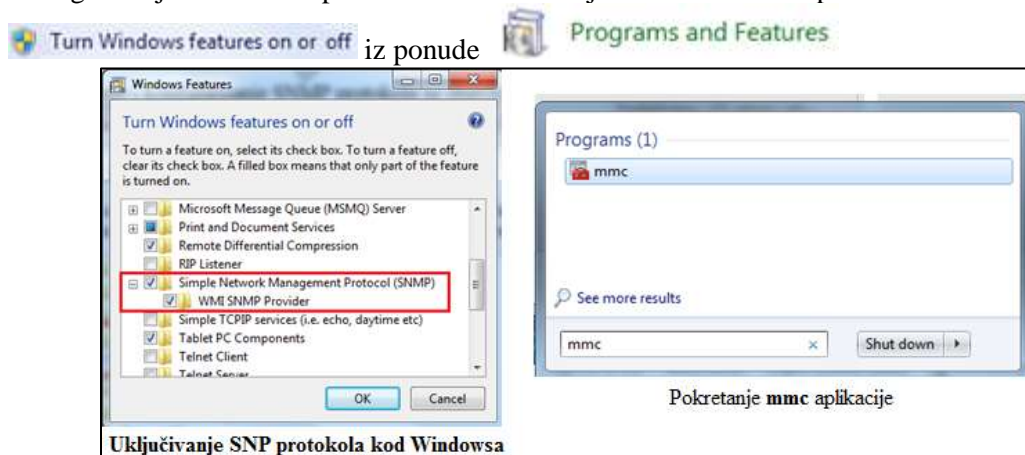 Turn Windows features on or off iz ponude Programs and Features
Windows Features
Turn Windows features on or off
To turn a feature on, select its check box. To turn a feature off,
clear its check box. A filled box means that only part of the feature
is turned on.
Microsoft Message Queue (MSMQ) Server
Print and Document Services
Remote Differential Compression
RIP Listener
Simple Network Management Protocol (SNMP)
WMI SNMP Provider
Simple TCPIP services (i.e. echo, daytime etc)
Tablet PC Components
Telnet Client
Telnet Server
OK Cancel
Uključivanje SNP protokola kod Windowsa
Programs (1)
mmc
See more results
mmc
Shut down
Pokretanje mmc aplikacije